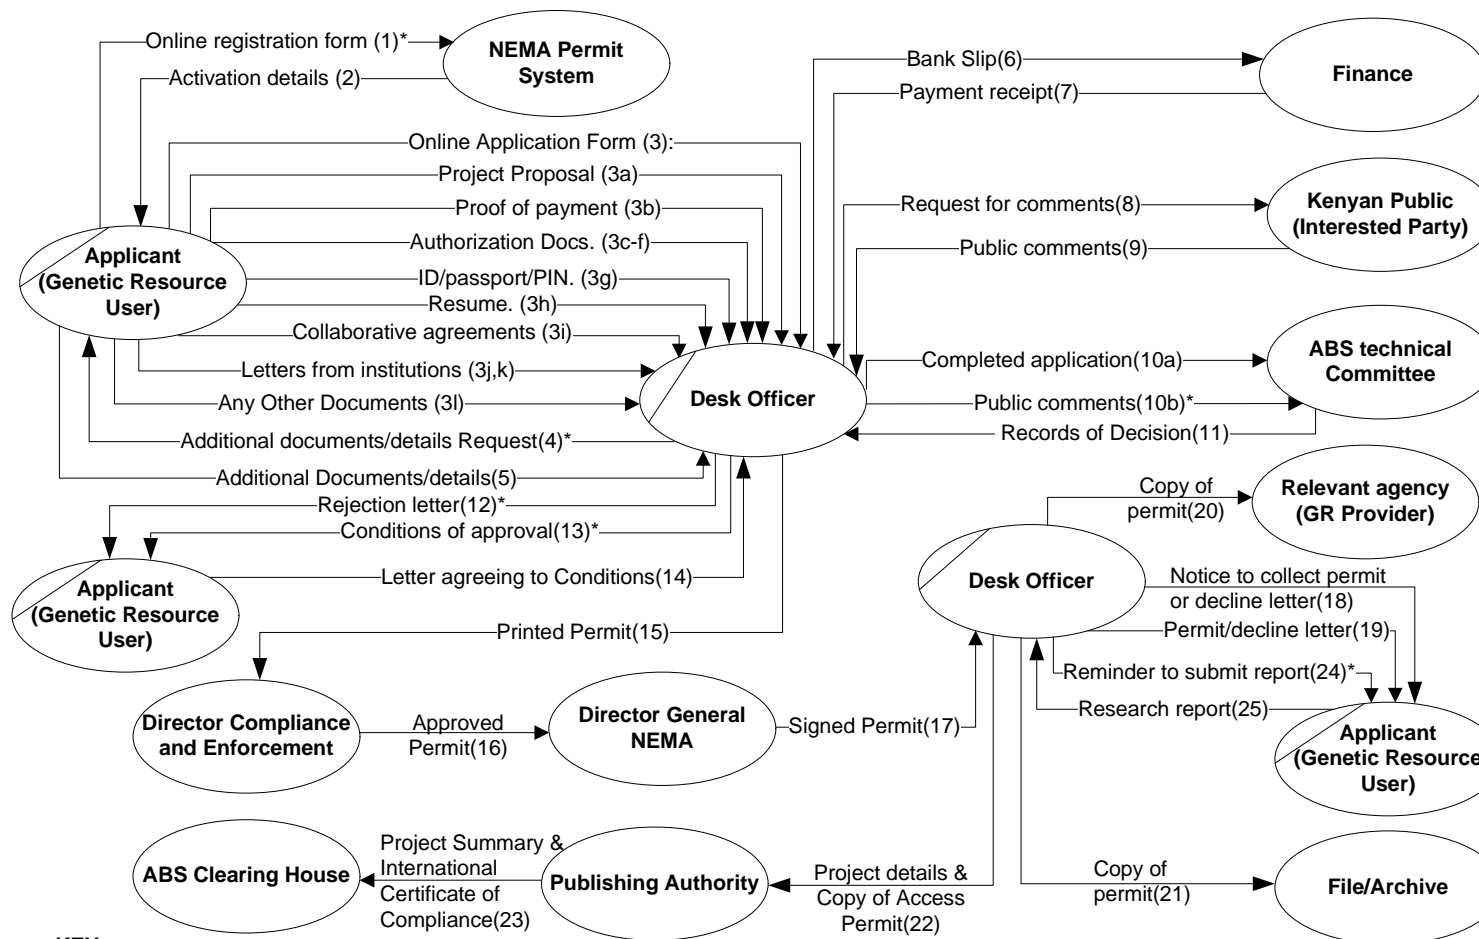 Online registration form (1)*
NEMA Permit
System
Activation details (2)
Bank Slip(6)
Finance
Payment receipt(7)
Online Application Form (3):
Project Proposal (3a)
Proof of payment (3b)
Authorization Docs. (3c-f)
ID/passport/PIN. (3g)
Resume. (3h)
Collaborative agreements (3i)
Letters from institutions (3j,k)
Any Other Documents (3l)
Additional documents/details Request(4)*
Additional Documents/details(5)
Applicant
(Genetic Resource
User)
Request for comments(8)
Kenyan Public
(Interested Party)
Public comments(9)
Desk Officer
Completed application(10a)
ABS technical
Committee
Public comments(10b)*
Records of Decision(11)
Rejection letter(12)*
Conditions of approval(13)*
Applicant
(Genetic Resource
User)
Letter agreeing to Conditions(14)
Printed Permit(15)
Copy of
permit(20)
Relevant agency
(GR Provider)
Desk Officer
Notice to collect permit
or decline letter(18)
Permit/decline letter(19)
Reminder to submit report(24)*
Research report(25)
Applicant
(Genetic Resource
User)
Director Compliance
and Enforcement
Approved
Permit(16)
Director General
NEMA
Signed Permit(17)
ABS Clearing House
Project Summary &
International
Certificate of
Compliance(23)
Publishing Authority
Project details &
Copy of Access
Permit(22)
Copy of
permit(21)
File/Archive
KEY